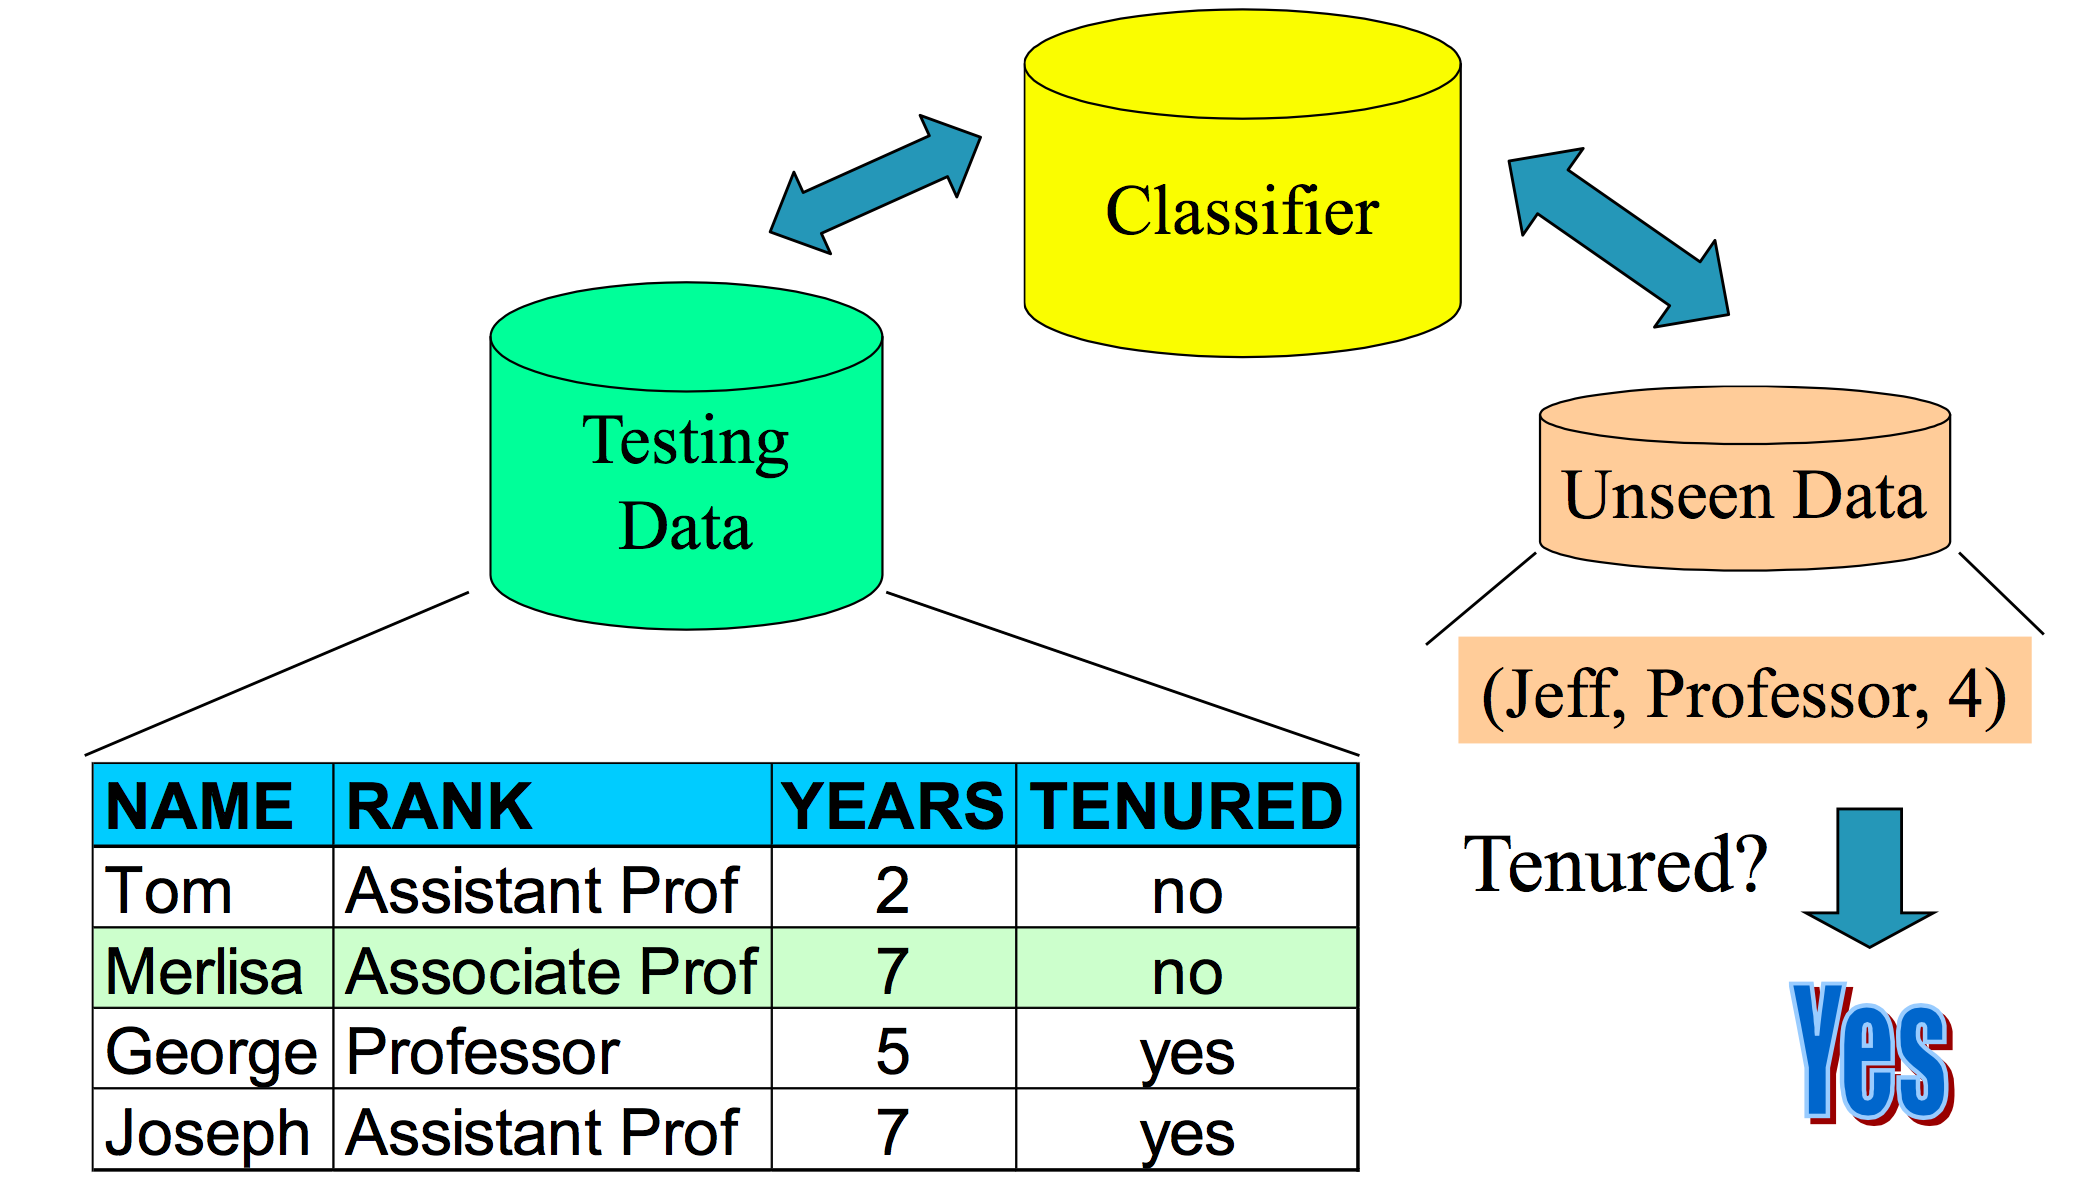 Classifier
Testing
Data
Unseen Data
(Jeff, Professor, 4)
NAME RANK YEARS TENURED
Tom Assistant Prof 2 no
Merlisa Associate Prof 7 no
George Professor 5 yes
Joseph Assistant Prof 7 yes
Tenured?
Yes